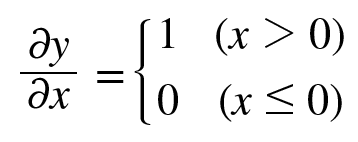 ∂y/∂x = { 1 (x > 0)
0 (x ≤ 0)